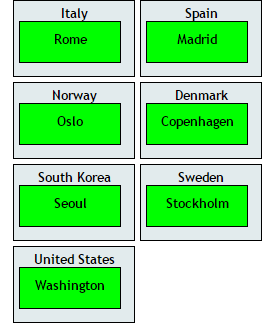 Italy
Rome
Spain
Madrid
Norway
Oslo
Denmark
Copenhagen
South Korea
Seoul
Sweden
Stockholm
United States
Washington